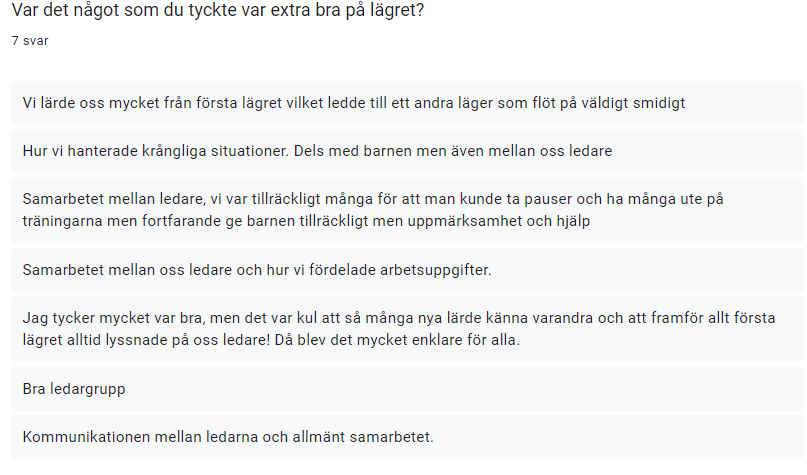 Var det något som du tyckte var extra bra på lägret?
7 svar
Vi lärde oss mycket från första lägret vilket ledde till ett andra läger som flöt på väldigt smidigt
Hur vi hanterade krångliga situationer. Dels med barnen men även mellan oss ledare
Samarbetet mellan ledare, vi var tillräckligt många för att man kunde ta pauser och ha många ute på
träningarna men fortfarande ge barnen tillräckligt men uppmärksamhet och hjälp
Samarbetet mellan oss ledare och hur vi fördelade arbetsuppgifter.
Jag tycker mycket var bra, men det var kul att så många nya lärde känna varandra och att framför allt första
lägret alltid lyssnade på oss ledare! Då blev det mycket enklare för alla.
Bra ledargrupp
Kommunikationen mellan ledarna och allmänt samarbetet.